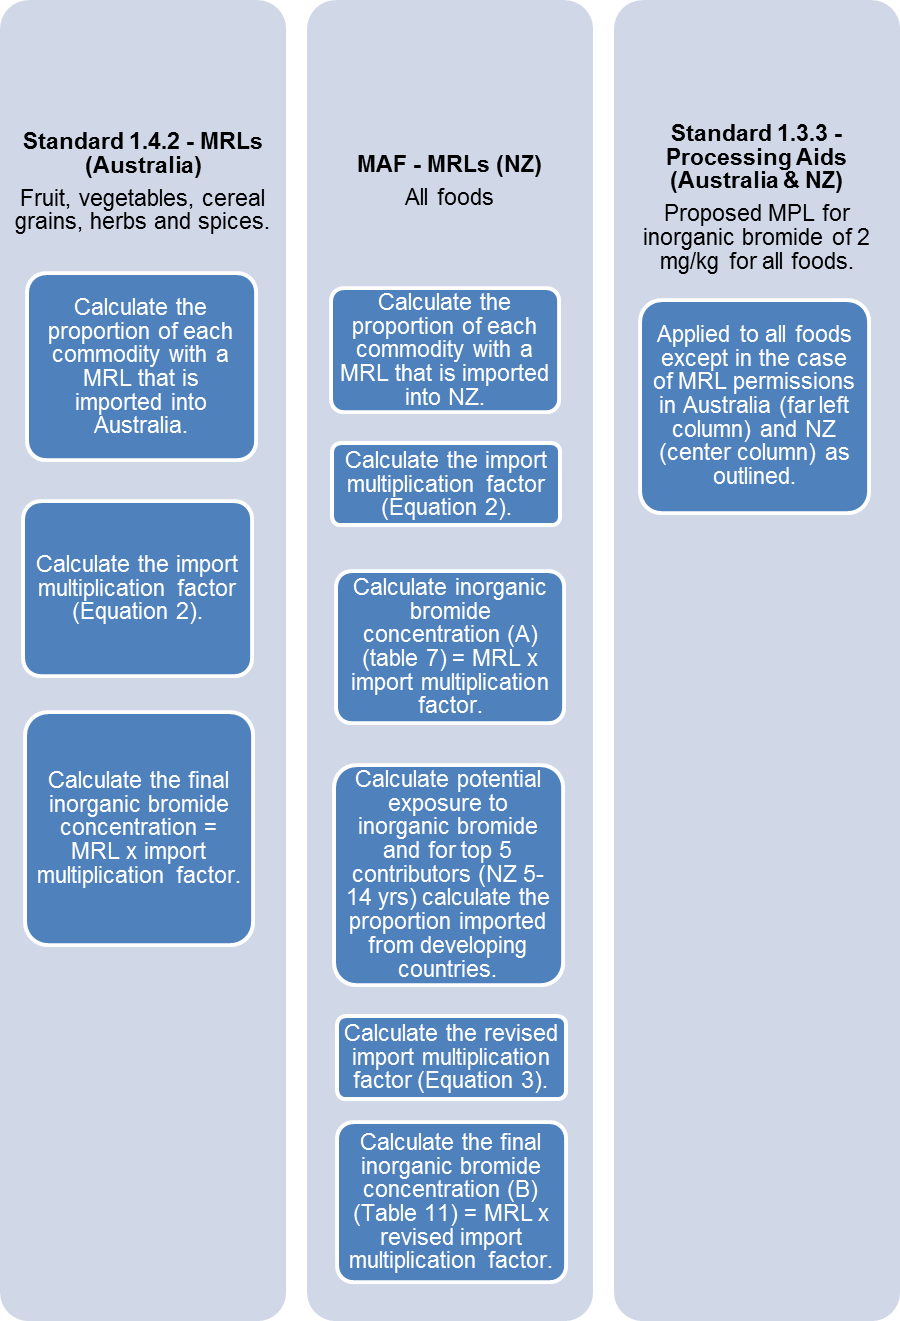 Standard 1.4.2 - MRLs
(Australia)
Fruit, vegetables, cereal
grains, herbs and spices.
Calculate the
proportion of each
commodity with a
MRL that is
imported into
Australia.
Calculate the import
multiplication factor
(Equation 2).
Calculate the final
inorganic bromide
concentration =
MRL x import
multiplication factor.
MAF - MRLs (NZ)
All foods
Calculate the
proportion of each
commodity with a
MRL that is imported
into NZ.
Calculate the import
multiplication factor
(Equation 2).
Calculate inorganic
bromide
concentration (A)
(table 7) = MRL x
import multiplication
factor.
Calculate potential
exposure to
inorganic bromide
and for top 5
contributors (NZ 5-
14 yrs) calculate the
proportion imported
from developing
countries.
Calculate the revised
import multiplication
factor (Equation 3).
Calculate the final
inorganic bromide
concentration (B)
(Table 11) = MRL x
revised import
multiplication factor.
Standard 1.3.3 -
Processing Aids
(Australia & NZ)
Proposed MPL for
inorganic bromide of 2
mg/kg for all foods.
Applied to all foods
except in the case
of MRL permissions
in Australia (far left
column) and NZ
(center column) as
outlined.